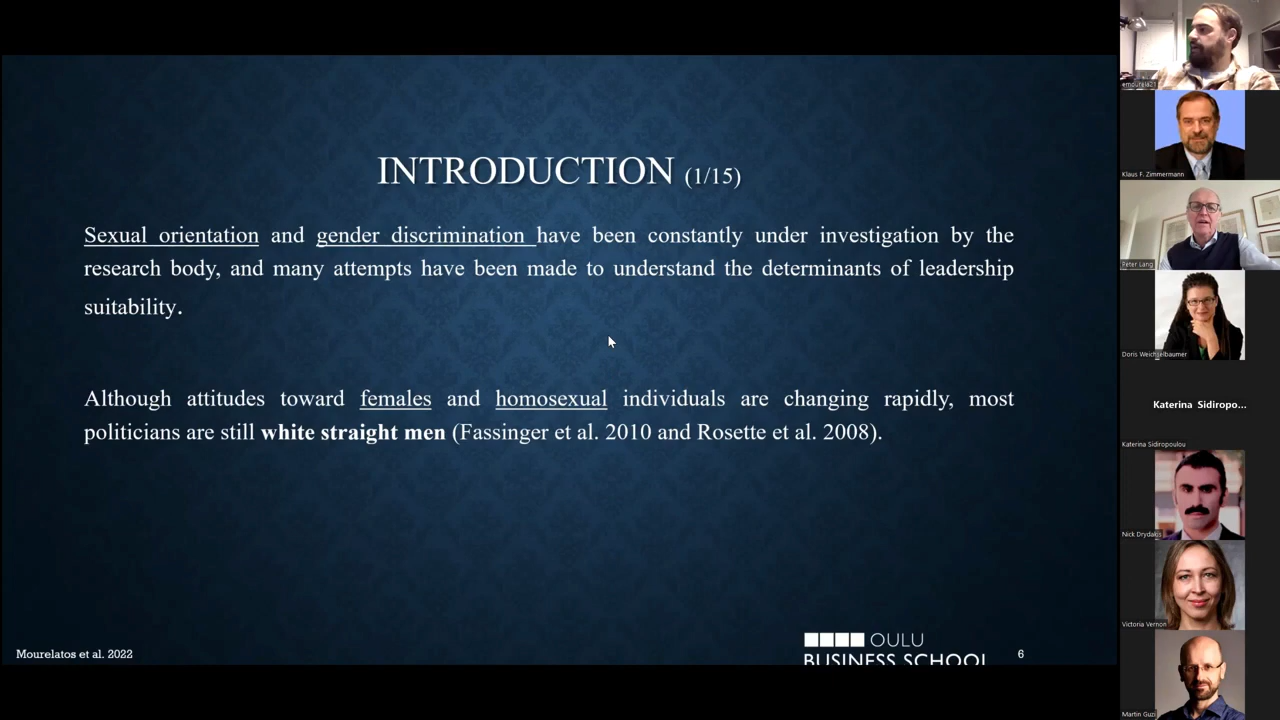 INTRODUCTION (1/15)
Sexual orientation and gender discrimination have been constantly under investigation by the
research body, and many attempts have been made to understand the determinants of leadership
suitability.
Although attitudes toward females and homosexual individuals are changing rapidly, most
politicians are still white straight men (Fassinger et al. 2010 and Rosette et al. 2008).
Mourelatos et al. 2022
OULU
BUSINESS SCHOOL
6
emourela21
Klaus F. Zimmermann
Peter Lang
Doris Weichselbaumer
Katerina Sidiropo...
Katerina Sidiropoulou
Nick Drydakis
Victoria Vernon
Martin Guzi